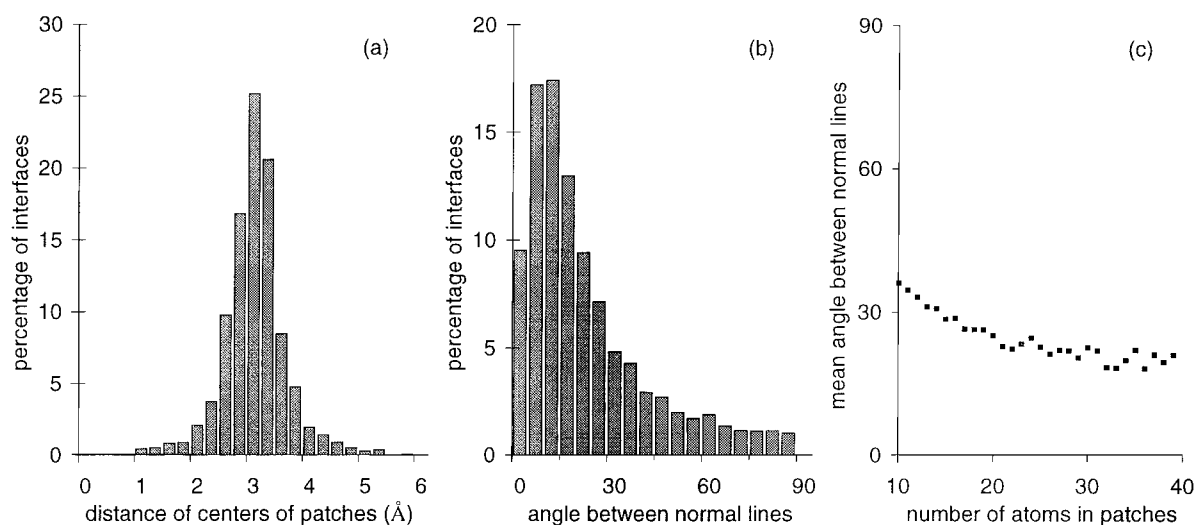 (a)
percentage of interfaces
30
25
20
15
10
5
0
0 1 2 3 4 5 6
distance of centers of patches (Å)
(b)
percentage of interfaces
20
15
10
5
0
0 30 60 90
angle between normal lines
(c)
mean angle between normal lines
90
60
30
0
10 20 30 40
number of atoms in patches